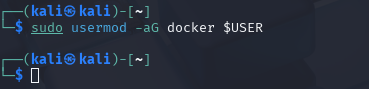 ┌──(kali㉿kali)-[~]
└─$ sudo usermod -aG docker $USER
┌──(kali㉿kali)-[~]
└─$